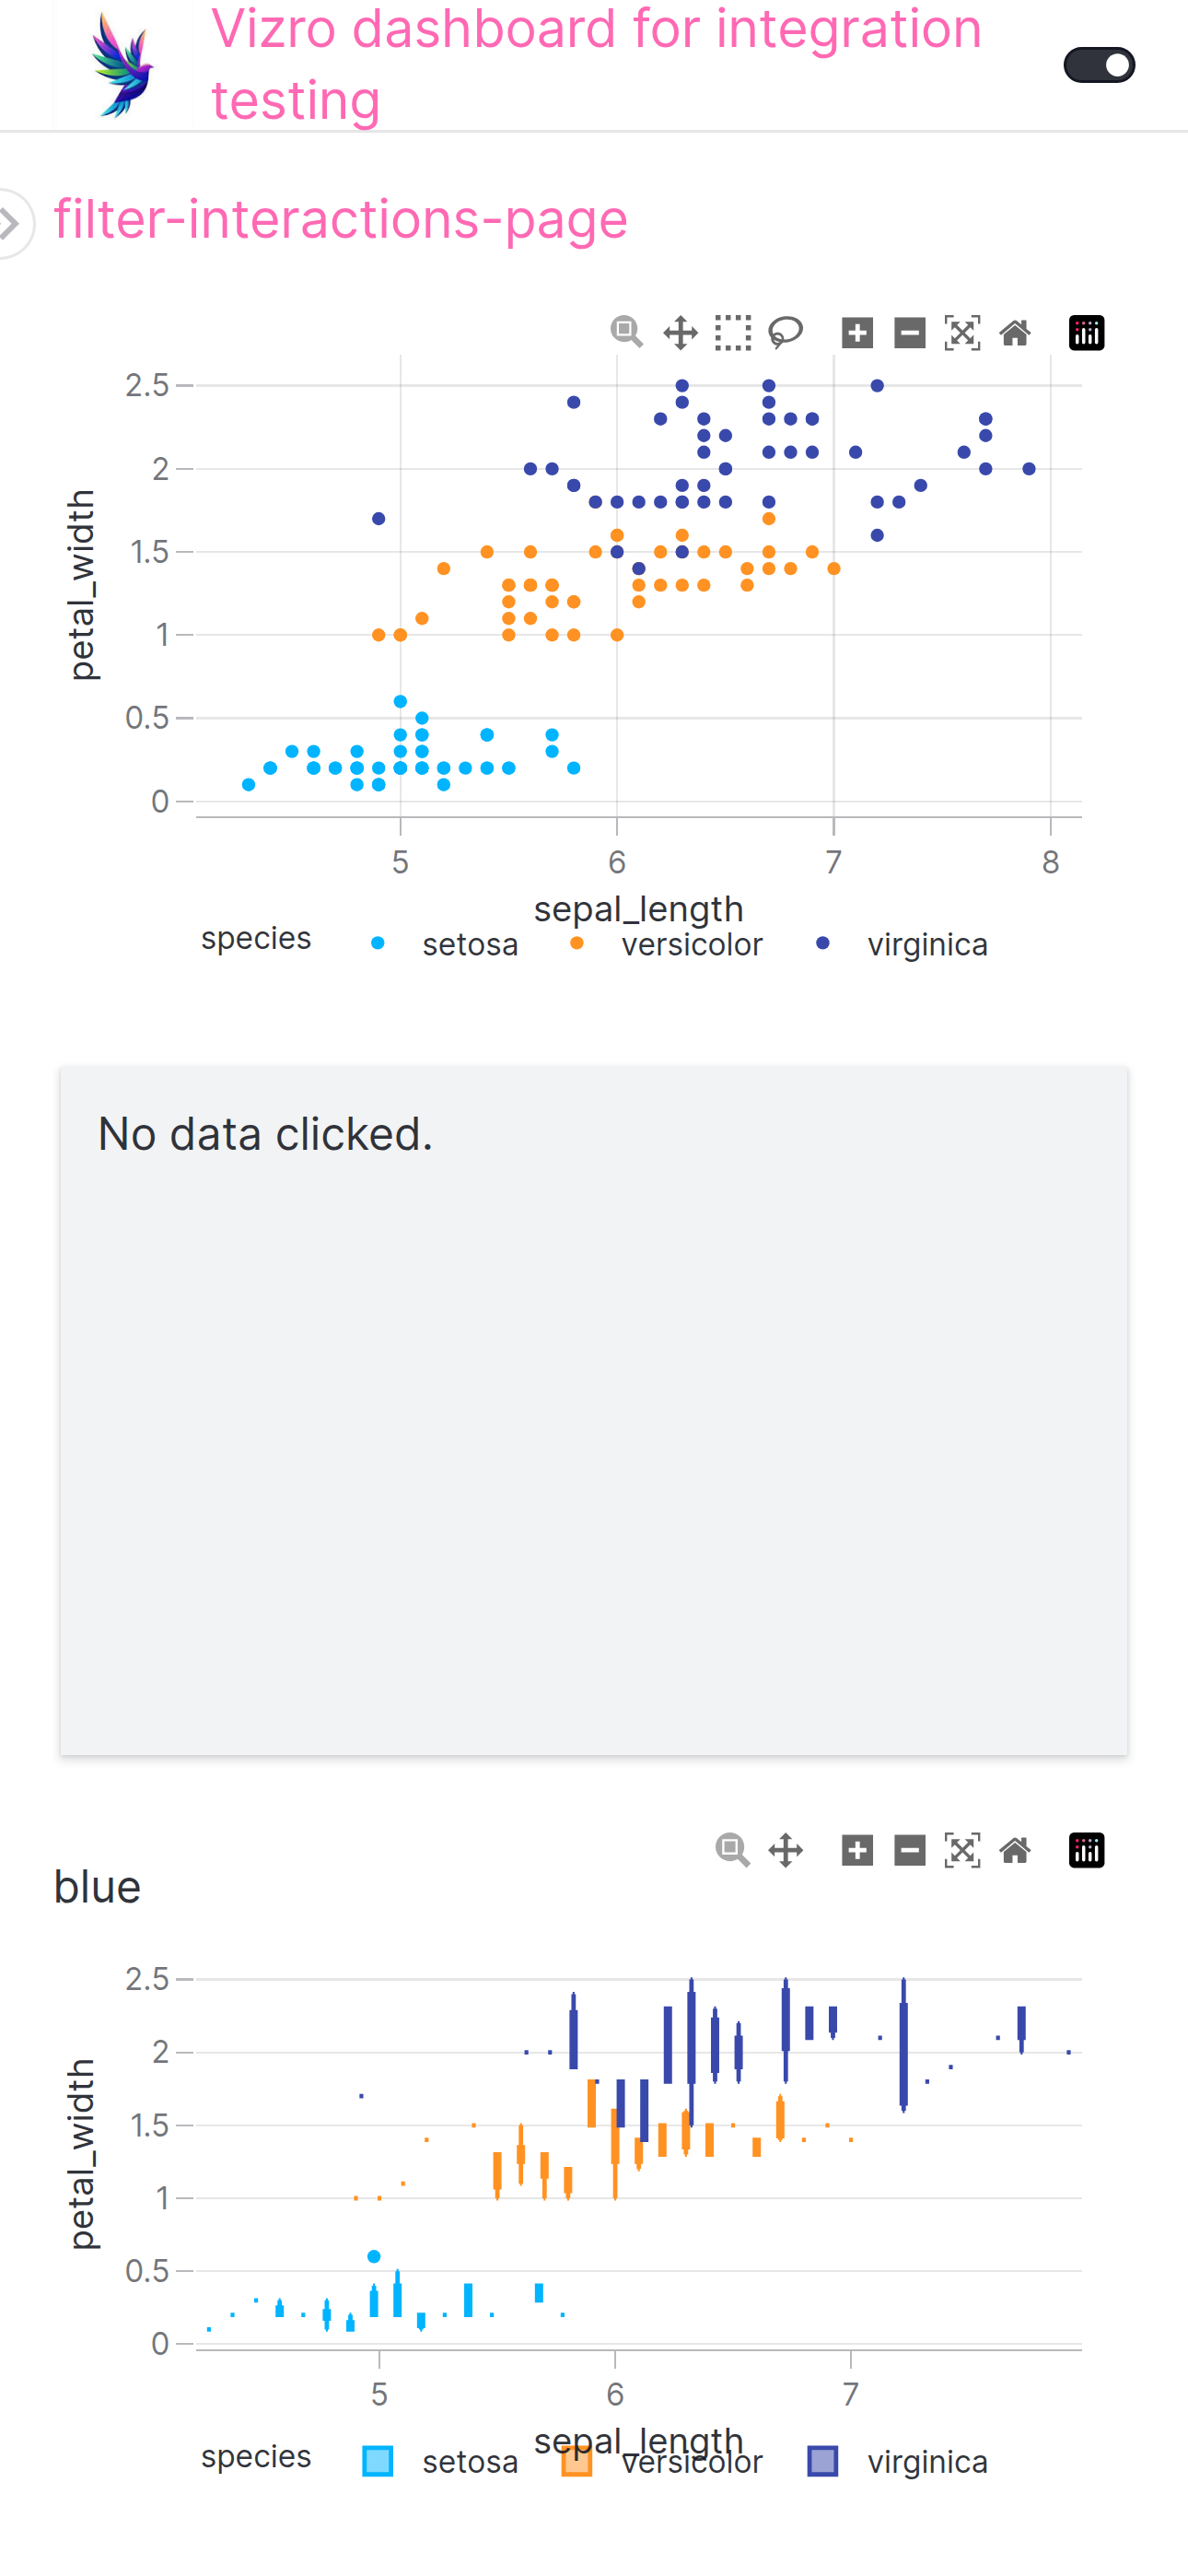 Vizro dashboard for integration
testing
filter-interactions-page
2.5
2
1.5
1
0.5
0
petal_width
5 6 7 8
sepal_length
species setosa versicolor virginica
No data clicked.
blue
2.5
2
1.5
1
0.5
0
petal_width
5 6 7
sepal_length
species setosa versicolor virginica